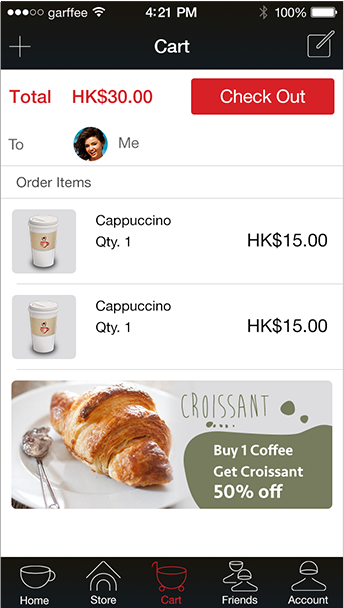 garffee 4:21 PM 100%
Cart
Total HK$30.00 Check Out
To Me
Order Items
Cappuccino
Qty. 1 HK$15.00
Cappuccino
Qty. 1 HK$15.00
CROISSANT
Buy 1 Coffee
Get Croissant
50% off
Home Store Cart Friends Account